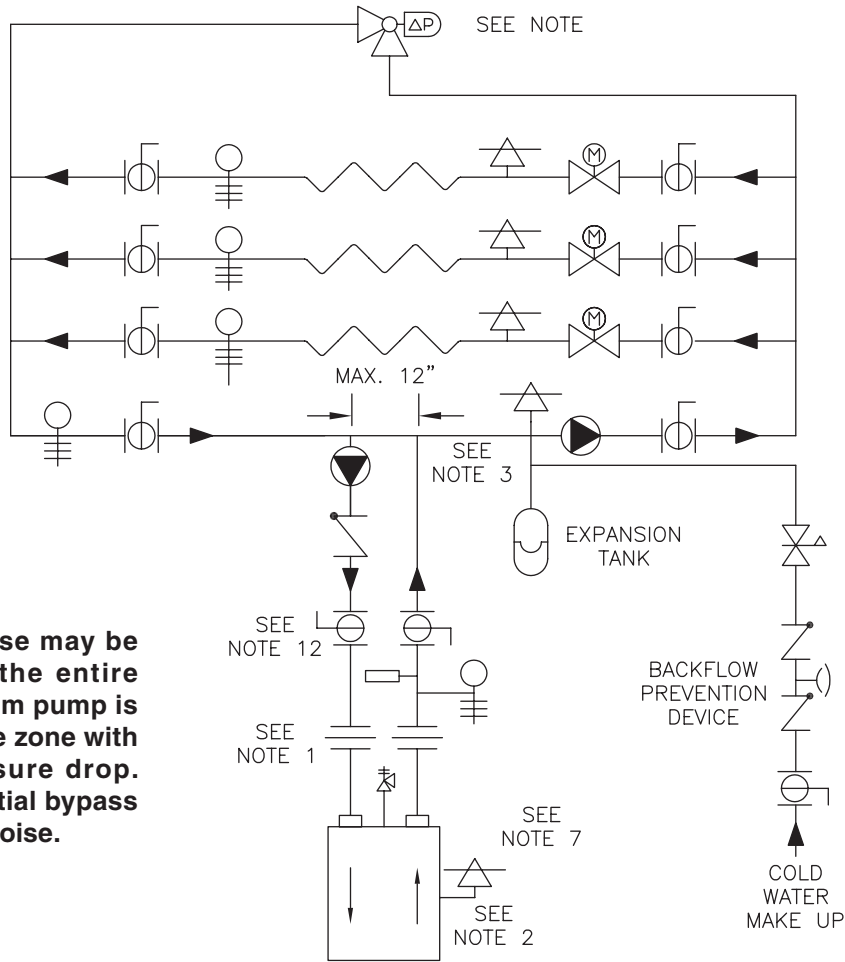 ΔP SEE NOTE
M
M
M
MAX. 12”
SEE
NOTE 3
EXPANSION
TANK
SEE
NOTE 12
se may be
the entire
m pump is
e zone with
sure drop.
tial bypass
oise.
BACKFLOW
PREVENTION
DEVICE
SEE
NOTE 1
SEE
NOTE 7
SEE
NOTE 2
COLD
WATER
MAKE UP